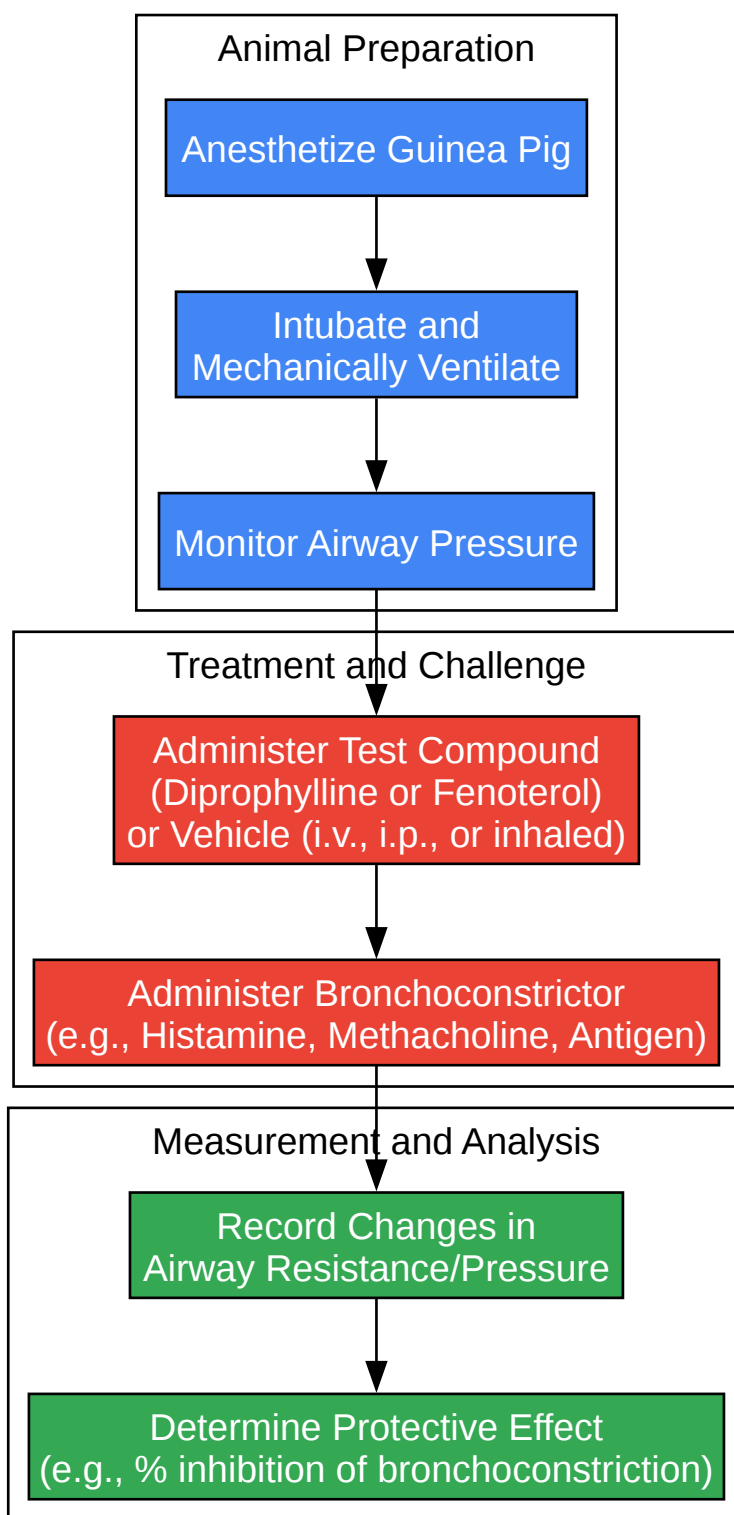 Animal Preparation
Anesthetize Guinea Pig
Intubate and
Mechanically Ventilate
Monitor Airway Pressure
Treatment and Challenge
Administer Test Compound
(Diprophylline or Fenoterol)
or Vehicle (i.v., i.p., or inhaled)
Administer Bronchoconstrictor
(e.g., Histamine, Methacholine, Antigen)
Measurement and Analysis
Record Changes in
Airway Resistance/Pressure
Determine Protective Effect
(e.g., % inhibition of bronchoconstriction)